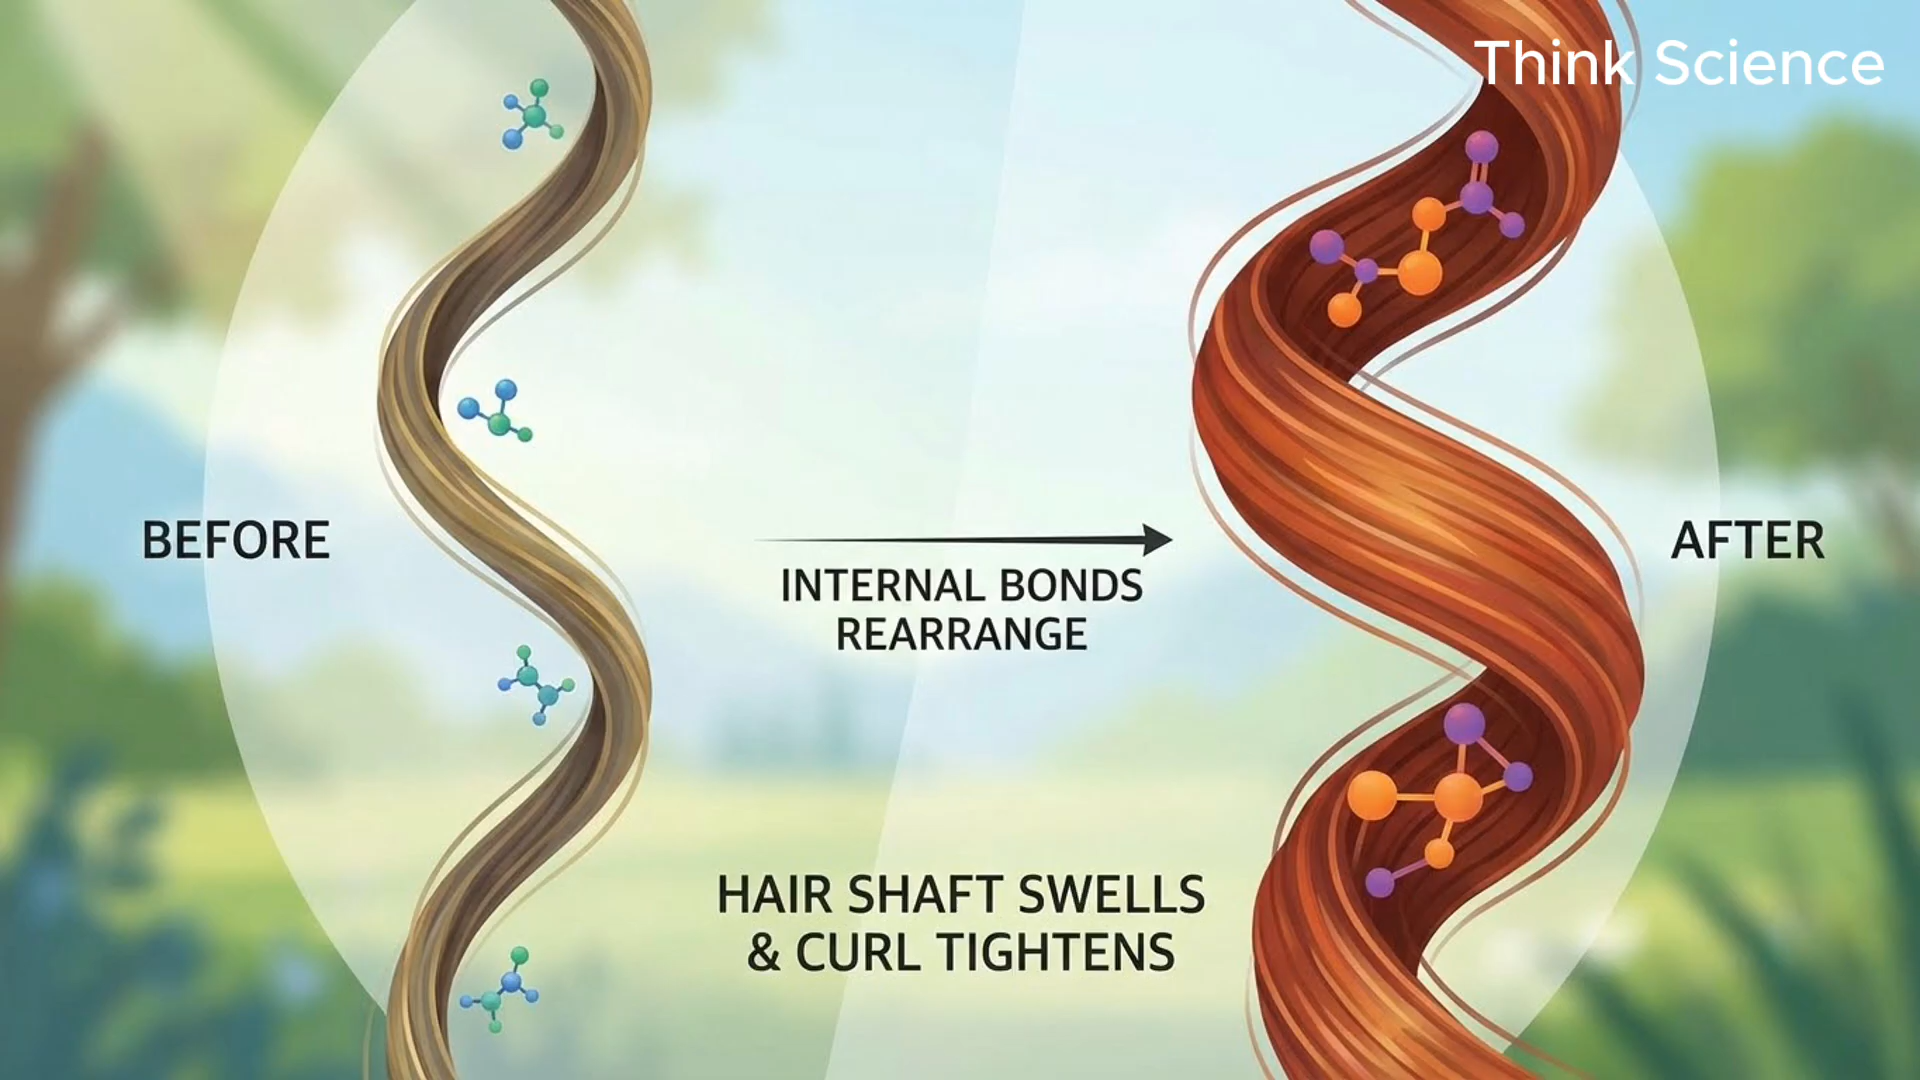 Think Science
BEFORE
AFTER
INTERNAL BONDS
REARRANGE
HAIR SHAFT SWELLS
& CURL TIGHTENS